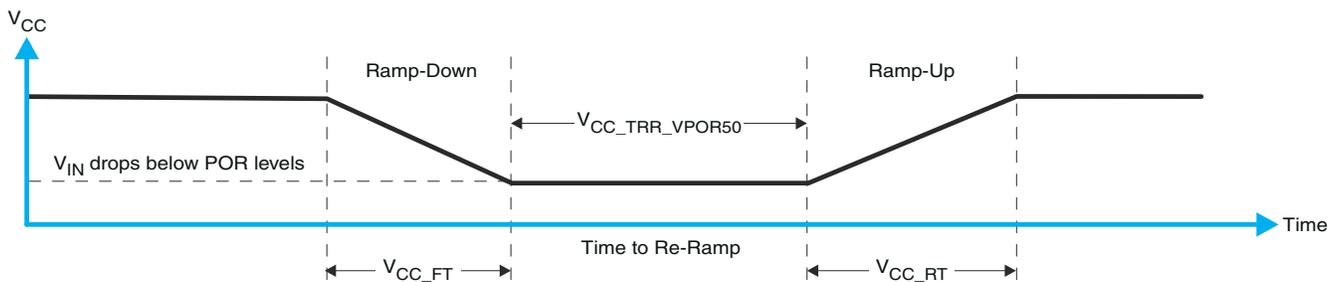 V_CC
Ramp-Down
Ramp-Up
V_CC_TRR_VPOR50
V_IN drops below POR levels
Time
Time to Re-Ramp
V_CC_FT
V_CC_RT